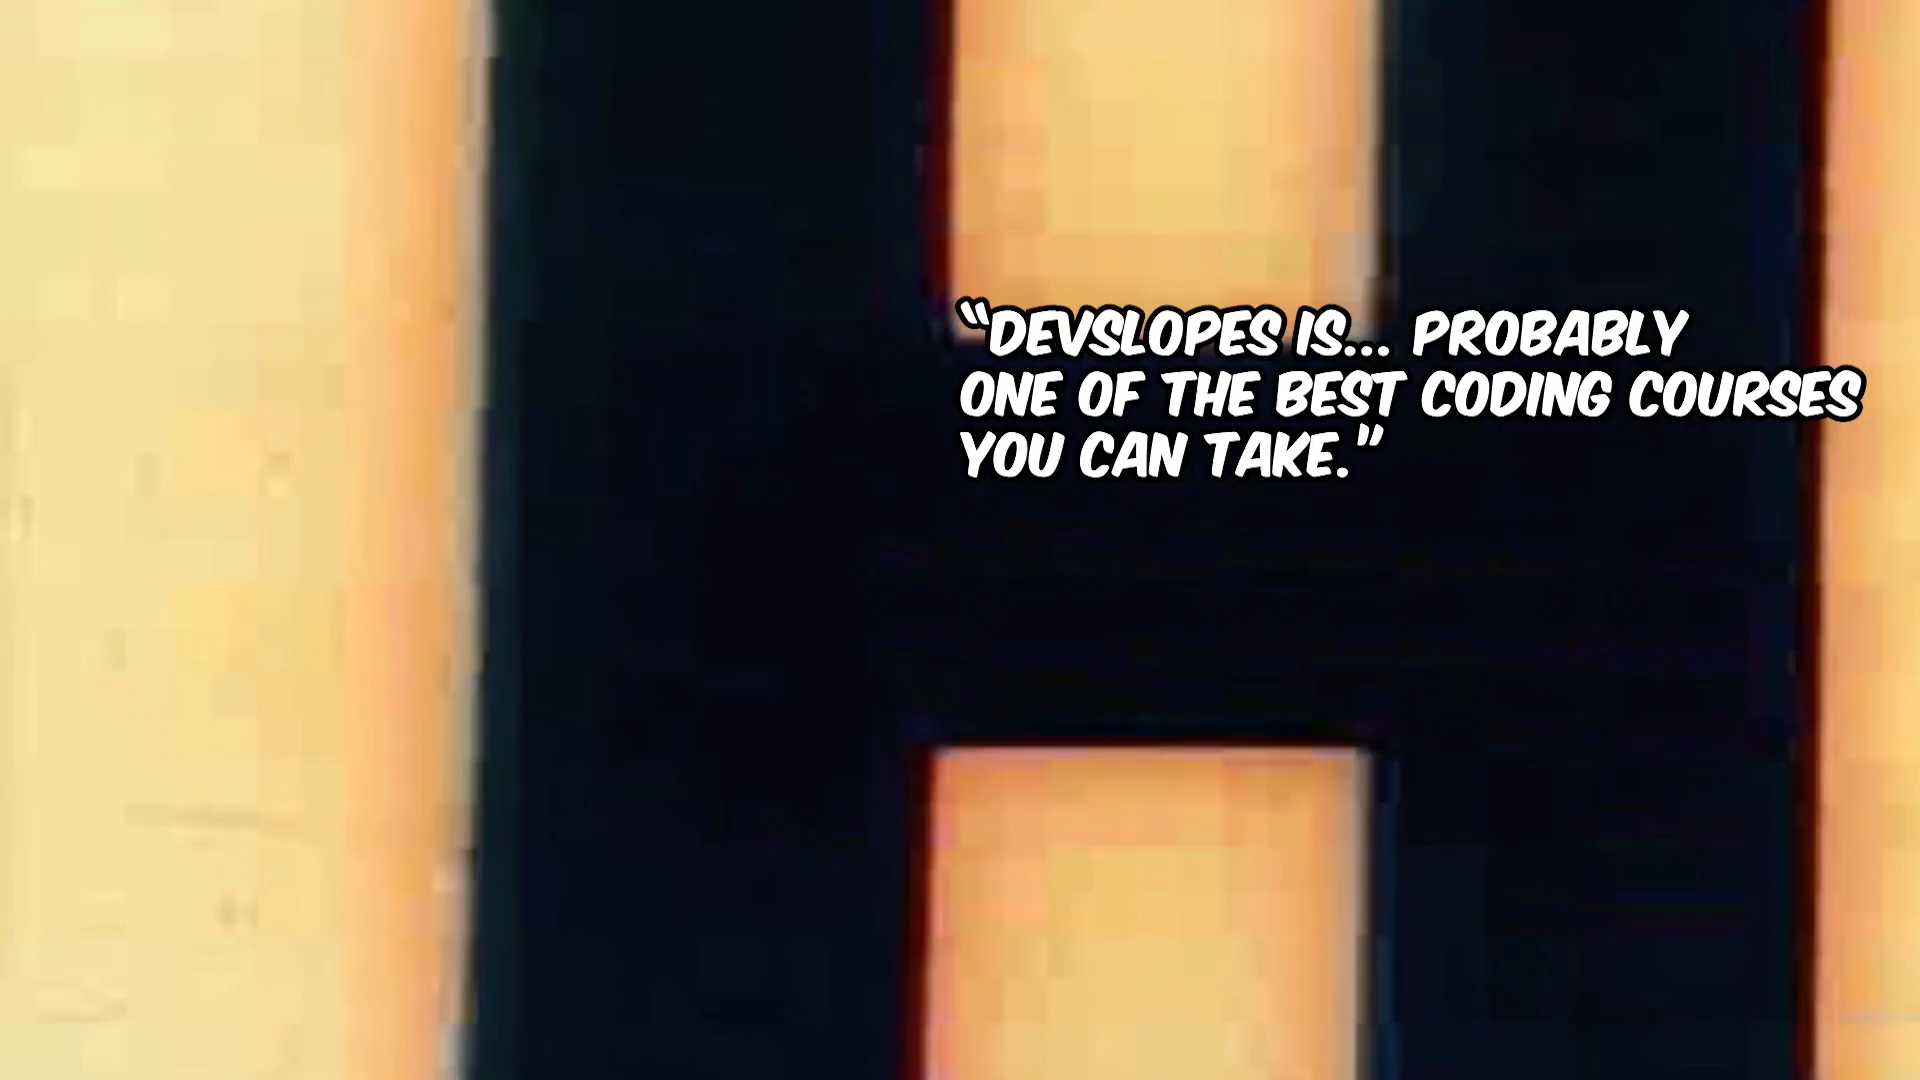 “DEVSLOPES IS... PROBABLY
ONE OF THE BEST CODING COURSES
YOU CAN TAKE.”